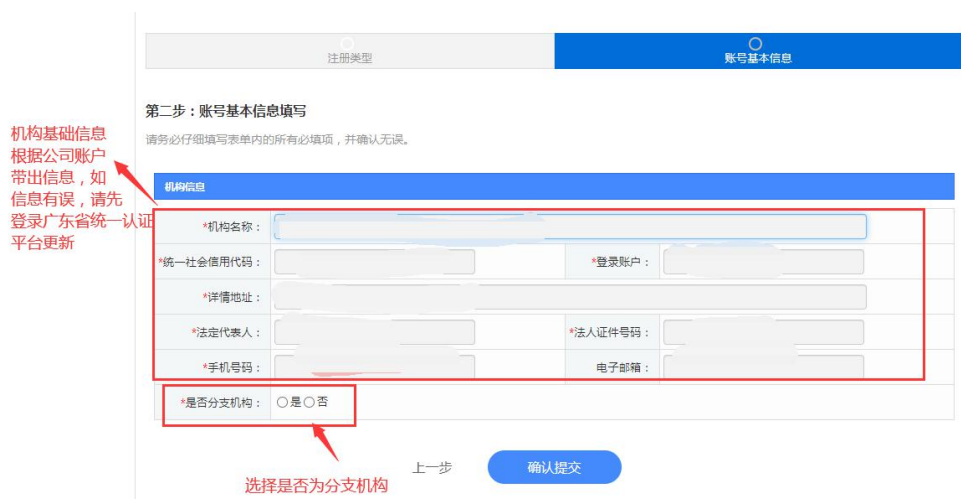 注册类型
账号基本信息
第二步：账号基本信息填写
请务必仔细填写表单内的所有必填项，并确认无误。
机构基础信息
根据公司账户
带出信息，如
信息有误，请先
登录广东省统一认证
平台更新
机构信息
*机构名称：
*统一社会信用代码：
*登录账户：
*详情地址：
*法定代表人：
*法人证件号码：
*手机号码：
电子邮箱：
*是否分支机构：
是 否
上一步
确认提交
选择是否为分支机构